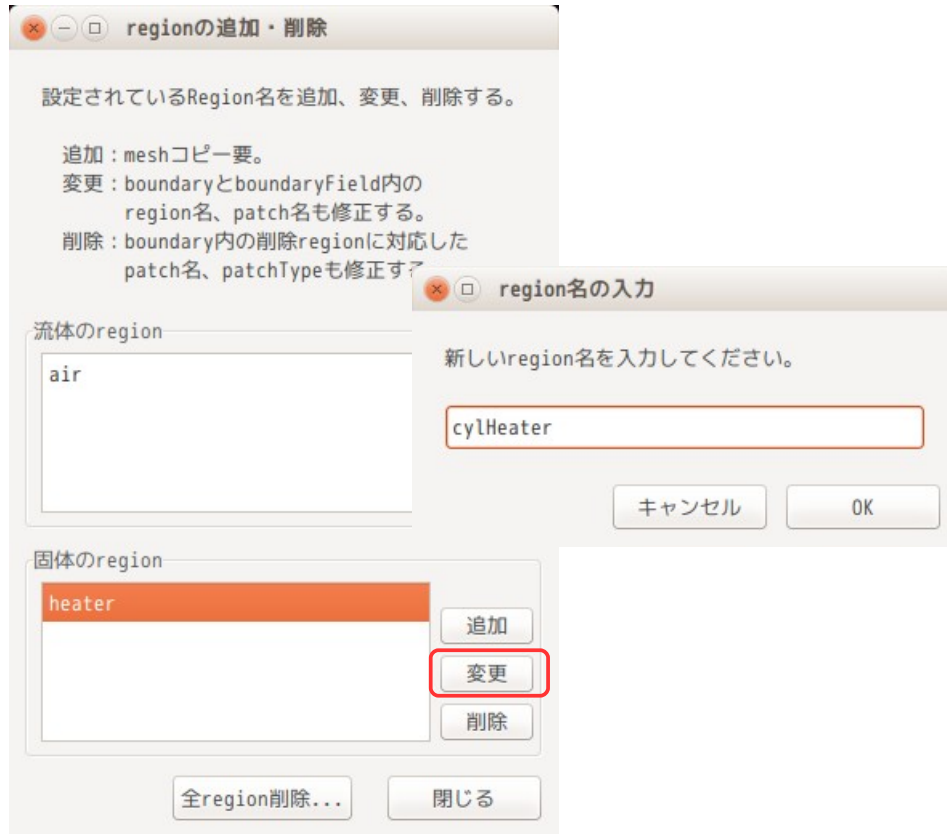 regionの追加・削除
設定されているRegion名を追加、変更、削除する。
追加：meshコピー要。
変更：boundaryとboundaryField内の
region名、patch名も修正する。
削除：boundary内の削除regionに対応した
patch名、patchTypeも修正す
流体のregion
air
固体のregion
heater
追加
変更
削除
全region削除...
閉じる
region名の入力
新しいregion名を入力してください。
cylHeater
キャンセル
OK